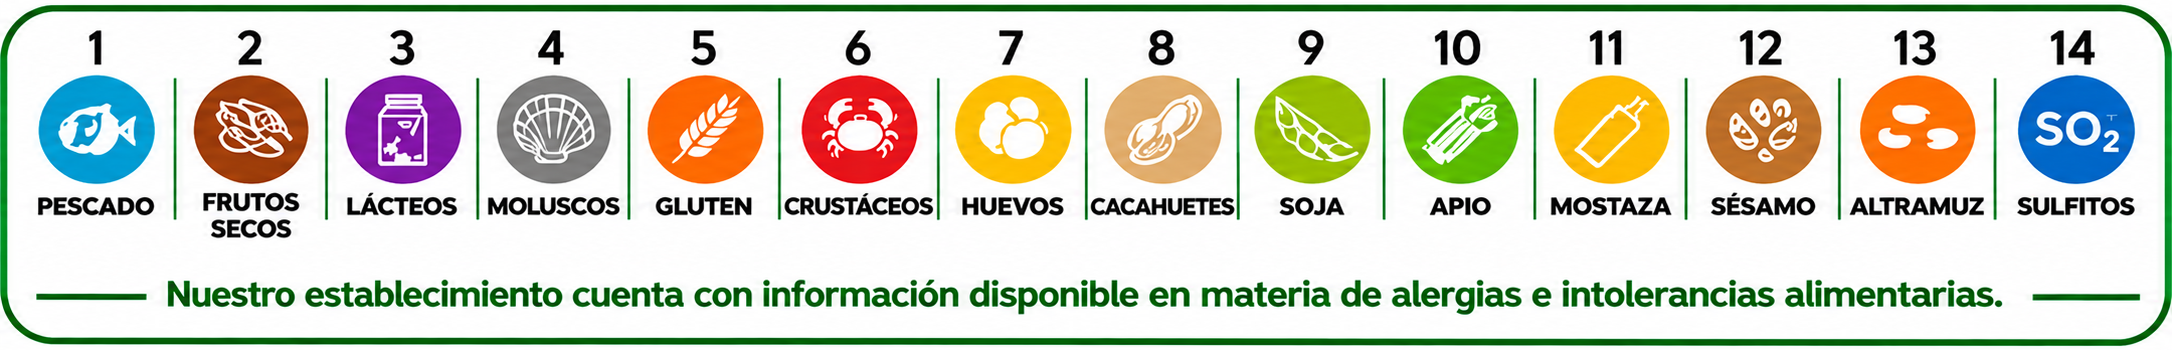 1 2 3 4 5 6 7 8 9 10 11 12 13 14
SO2
PESCADO FRUTOS SECOS LÁCTEOS MOLUSCOS GLUTEN CRUSTÁCEOS HUEVOS CACAHUETES SOJA APIO MOSTAZA SÉSAMO ALTRAMUZ SULFITOS
Nuestro establecimiento cuenta con información disponible en materia de alergias e intolerancias alimentarias.